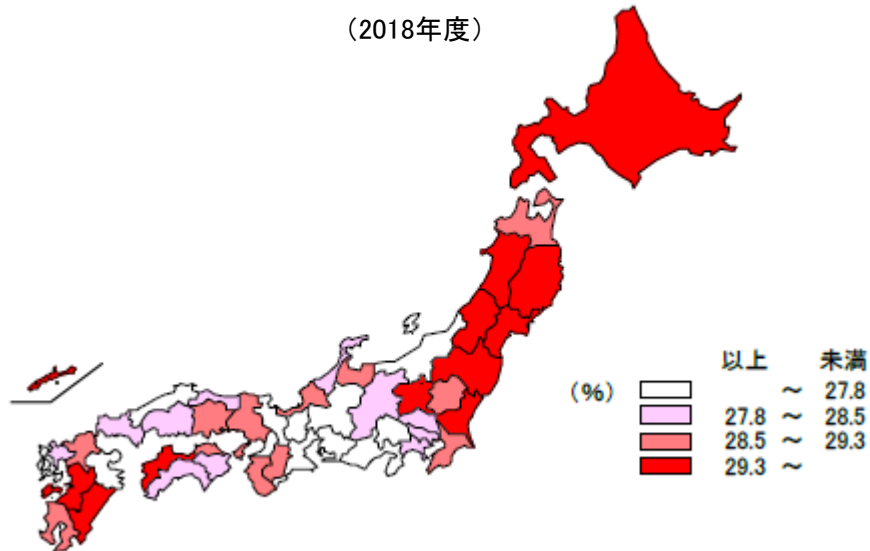 （2018年度）
以上 未満
（%） ～ 27.8
27.8 ～ 28.5
28.5 ～ 29.3
29.3 ～